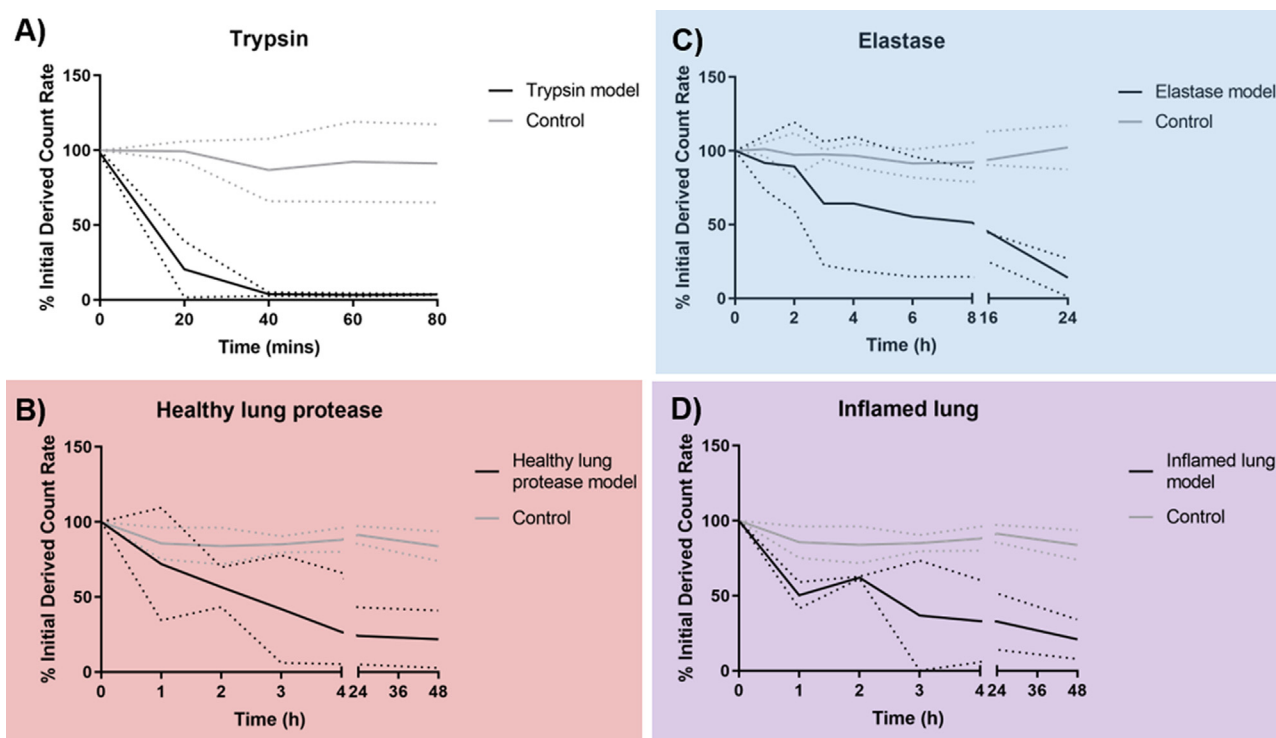 A)
Trypsin
% Initial Derived Count Rate
150
100
50
0
0 20 40 60 80
Time (mins)
Trypsin model
Control
C)
Elastase
% Initial Derived Count Rate
150
100
50
0
0 2 4 6 8 16 24
Time (h)
Elastase model
Control
B)
Healthy lung protease
% Initial Derived Count Rate
150
100
50
0
0 1 2 3 4 24 36 48
Time (h)
Healthy lung
protease model
Control
D)
Inflamed lung
% Initial Derived Count Rate
150
100
50
0
0 1 2 3 4 24 36 48
Time (h)
Inflamed lung
model
Control